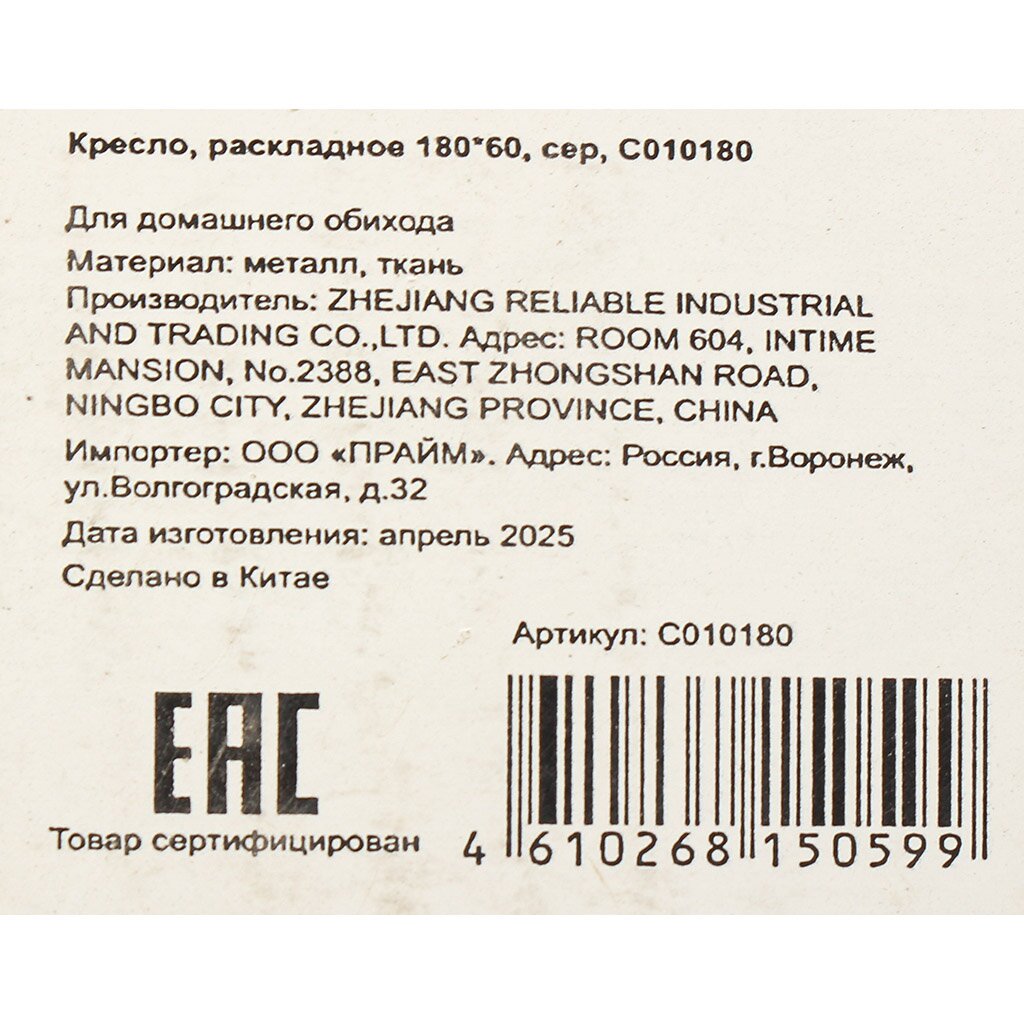 Кресло, раскладное 180*60, сер, С010180
Для домашнего обихода
Материал: металл, ткань
Производитель: ZHEJIANG RELIABLE INDUSTRIAL
AND TRADING CO.,LTD. Адрес: ROOM 604, INTIME
MANSION, No.2388, EAST ZHONGSHAN ROAD,
NINGBO CITY, ZHEJIANG PROVINCE, CHINA
Импортер: ООО «ПРАЙМ». Адрес: Россия, г.Воронеж,
ул.Волгоградская, д.32
Дата изготовления: апрель 2025
Сделано в Китае
Артикул: С010180
EAC
Товар сертифицирован
4 610268 150599